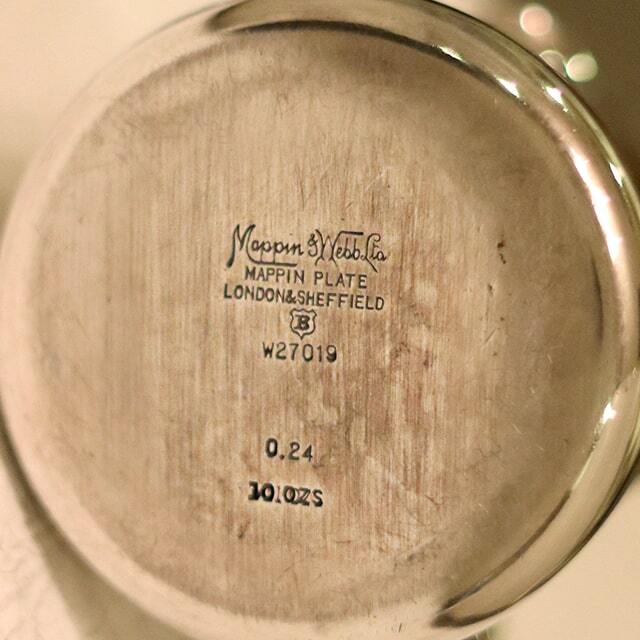 Mappin & Webb. Ltd
MAPPIN PLATE
LONDON&SHEFFIELD
B
W27019
0.24
10.OZS